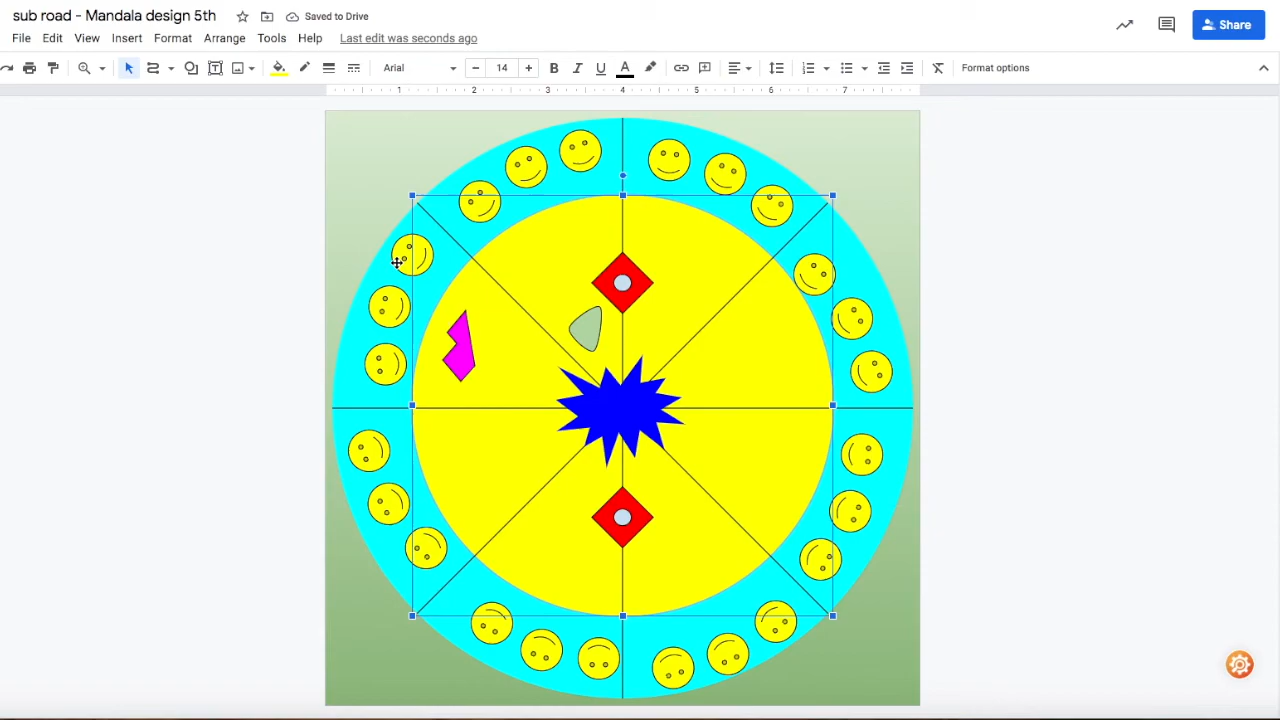 sub road - Mandala design 5th Saved to Drive
File Edit View Insert Format Arrange Tools Help Last edit was seconds ago
Share
Arial 14 B I U A Format options
1 2 3 4 5 6 7